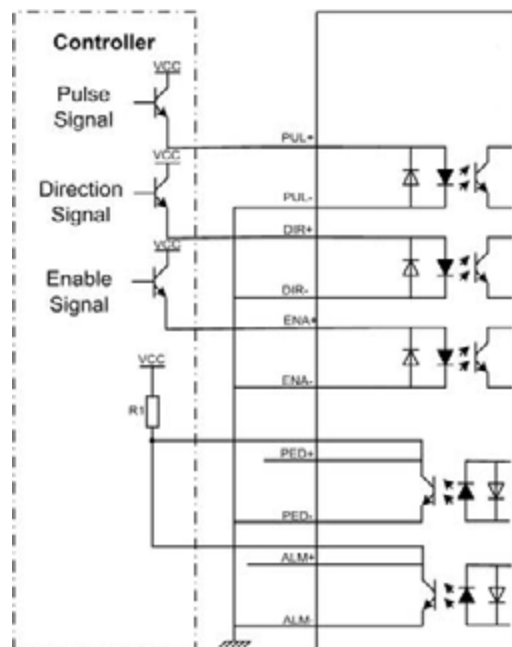 Controller
VCC
Pulse
Signal
PUL+
VCC
Direction
Signal
PUL-
DIR+
VCC
Enable
Signal
DIR-
ENA+
VCC
ENA-
R1
PED+
PED-
ALM+
ALM-